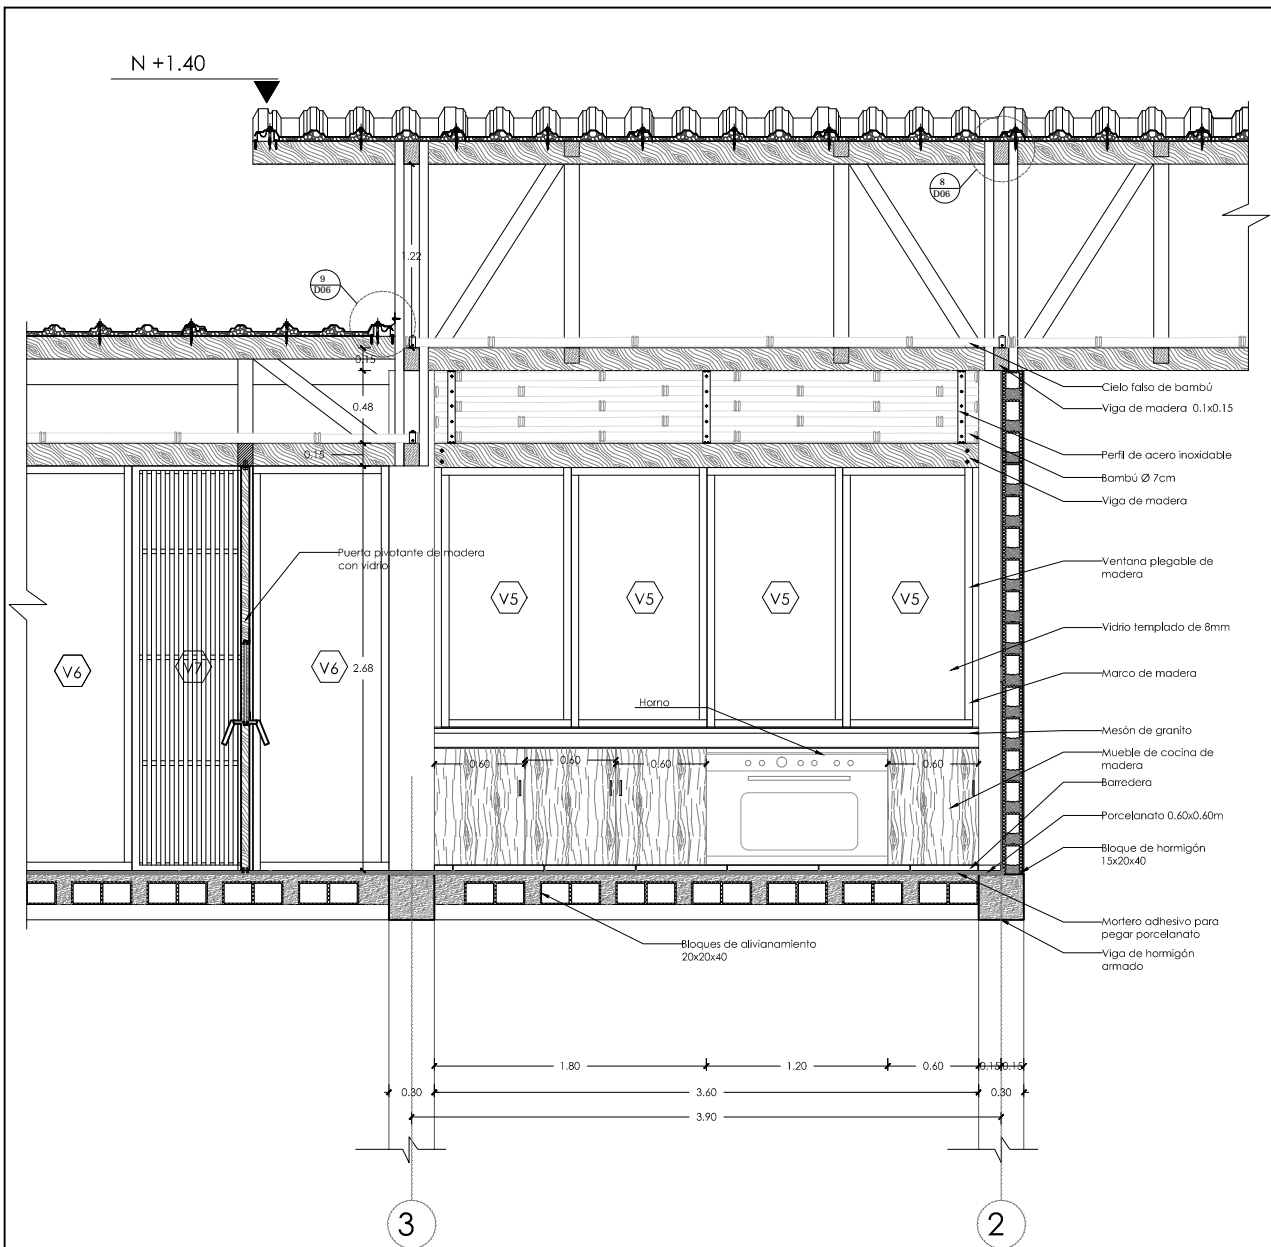 N +1.40
8
D06
1.22
9
D06
0.15
Cielo falso de bambú
0.48
Viga de madera 0.1x0.15
0.15
Perfil de acero inoxidable
Bambú Ø 7cm
Viga de madera
Puerta pivotante de madera
con vidrio
Ventana plegable de
madera
V5
V5
V5
V5
Vidrio templado de 8mm
V6
V7
V6
2.68
Marco de madera
Horno
Mesón de granito
Mueble de cocina de
madera
0.60
0.60
0.60
0.60
Barredera
Porcelanato 0.60x0.60m
Bloque de hormigón
15x20x40
Mortero adhesivo para
pegar porcelanato
Bloques de alivianamiento
20x20x40
Viga de hormigón
armado
1.80
1.20
0.60
0.15
0.15
0.30
3.60
0.30
3.90
3
2